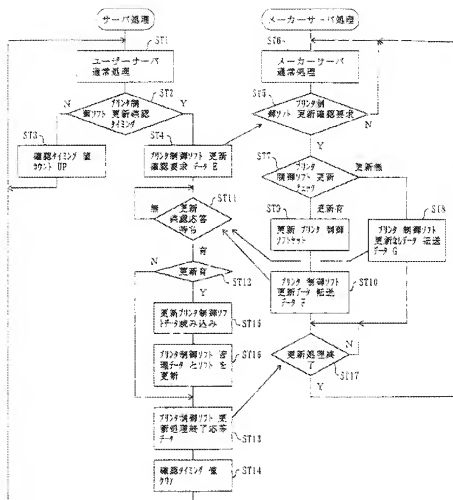 サーバ処理
ST1
ユーザーサーバ
通常処理
ST2
プリンタ制
御ソフト 更新確認
タイミング
N
Y
ST3
確認タイミング 値
カウント UP
ST4
プリンタ制御ソフト 更新
確認要求 データ E
ST11
更新
確認応答
待ち
無
有
更新有
N
ST12
Y
更新プリンタ制御ソフ
トデータ読み込み
ST15
プリンタ制御ソフト 管
理データ とソフト を
更新
ST16
プリンタ制御ソフト 更
新処理終了応答
データ
ST13
確認タイミング 値
ST14
メーカーサーバ処理
ST6
メーカーサーバ
通常処理
ST5
プリンタ制
御ソフト 更新確認要求
N
Y
ST7
プリンタ
制御ソフト 更新
チェック
更新無
更新有
ST9
更新 プリンタ 制御
ソフトセット
ST8
プリンタ 制御ソフト
更新無データ 転送
データ G
プリンタ 制御ソフト
更新データ 転送
データ F
ST10
更新処理終
了
N
ST17
Y